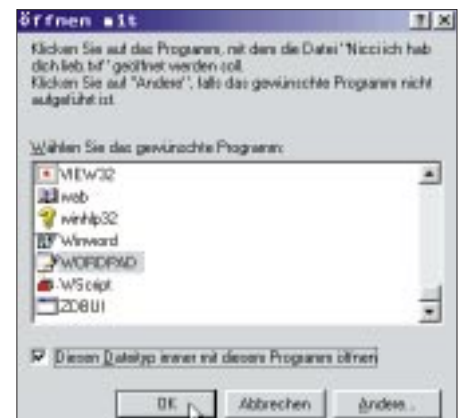 Öffnen mit
Klicken Sie auf das Programm, mit dem die Datei "Nicci ich hab
dich lieb.txf" geöffnet werden soll.
Klicken Sie auf "Andere", falls das gewünschte Programm nicht
aufgeführt ist.
Wählen Sie das gewünschte Programm:
VIEW32
web
winhlp32
Winword
WORDPAD
WScript
ZDBUI
Diesen Dateityp immer mit diesem Programm öffnen
OK
Abbrechen
Andere...